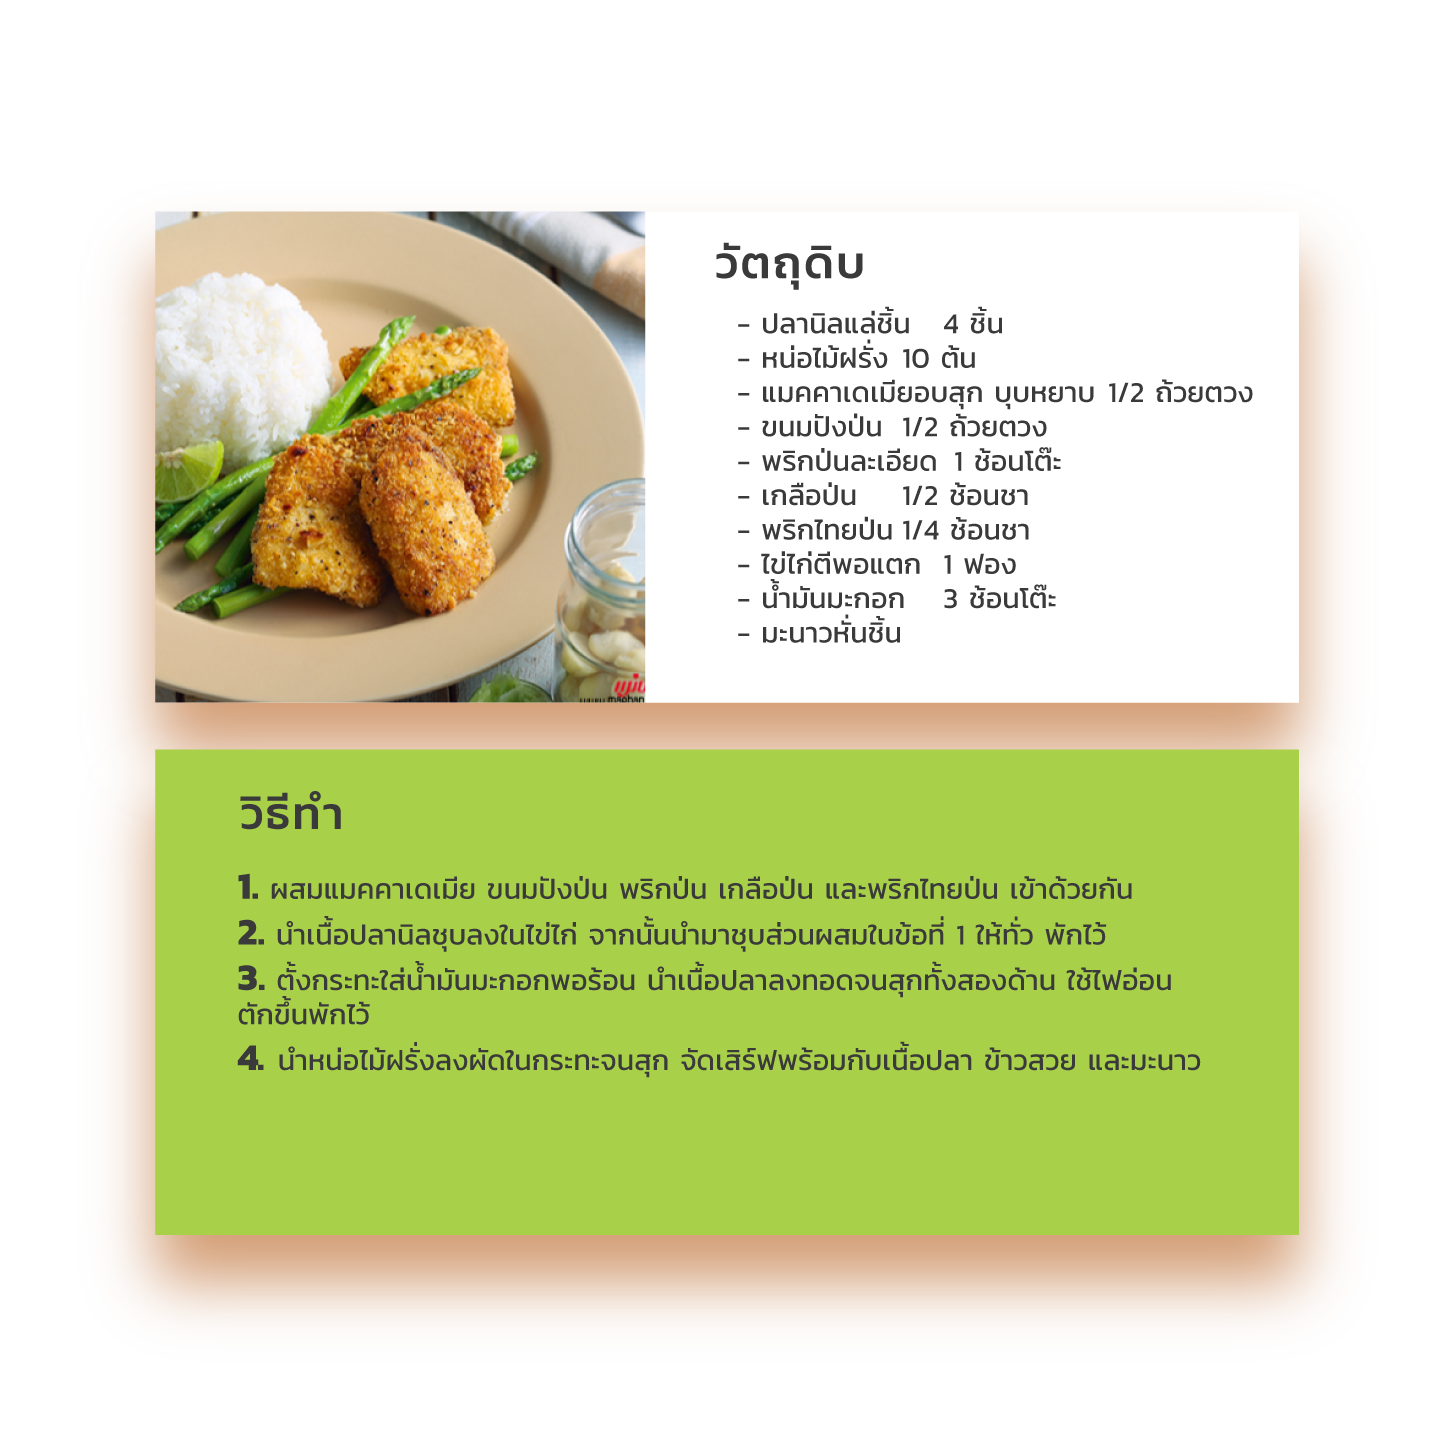 วัตถุดิบ
- ปลานิลแล่ชิ้น 4 ชิ้น
- หน่อไม้ฝรั่ง 10 ต้น
- แมคคาเดเมียอบสุก บุบหยาบ 1/2 ถ้วยตวง
- ขนมปังป่น 1/2 ถ้วยตวง
- พริกป่นละเอียด 1 ช้อนโต๊ะ
- เกลือป่น 1/2 ช้อนชา
- พริกไทยป่น 1/4 ช้อนชา
- ไข่ไก่ตีพอแตก 1 ฟอง
- น้ำมันมะกอก 3 ช้อนโต๊ะ
- มะนาวหั่นชิ้น
วิธีทำ
1. ผสมแมคคาเดเมีย ขนมปังป่น พริกป่น เกลือป่น และพริกไทยป่น เข้าด้วยกัน
2. นำเนื้อปลานิลชุบลงในไข่ไก่ จากนั้นนำมาชุบส่วนผสมในข้อที่ 1 ให้ทั่ว พักไว้
3. ตั้งกระทะใส่น้ำมันมะกอกพอร้อน นำเนื้อปลาลงทอดจนสุกทั้งสองด้าน ใช้ไฟอ่อน
ตักขึ้นพักไว้
4. นำหน่อไม้ฝรั่งลงผัดในกระทะจนสุก จัดเสิร์ฟพร้อมกับเนื้อปลา ข้าวสวย และมะนาว